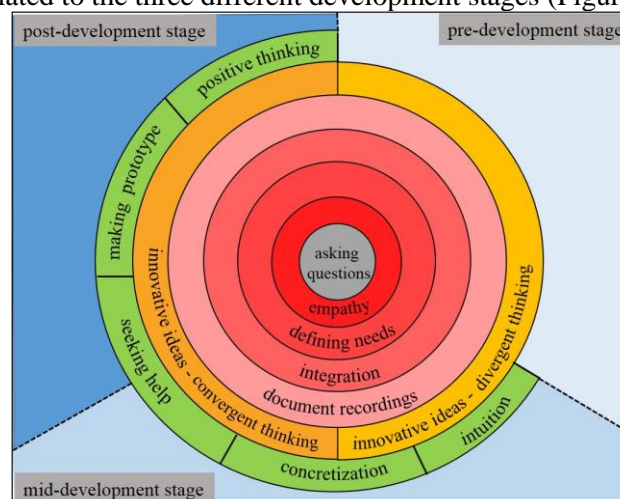 lated to the three different development stages (Figur
post-development stage
pre-development stage
positive thinking
making prototype
seeking help
concretization
intuition
innovative ideas - convergent thinking
innovative ideas - divergent thinking
asking
questions
empathy
defining needs
integration
document recordings
mid-development stage